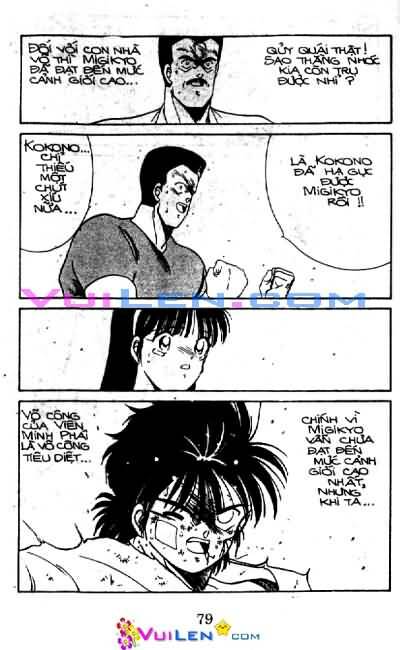 ĐỐI VỚI CON NHÀ
VÕ THÌ MIGIKYO
ĐÃ ĐẠT ĐẾN MỨC
CẢNH GIỚI CAO...
QUỶ QUÁI THẬT!
SAO THẰNG NHÓC
KIA CÒN TRỤ
ĐƯỢC NHỈ?
KOKONO...
CHỈ
THIẾU
MỘT
CHÚT
XÍU
NỮA...
LÀ KOKONO
ĐÃ HẠ GỤC
ĐƯỢC
MIGIKYO
RỒI!!
VUILEN.COM
VÕ CÔNG
CỦA VIÊN
MINH PHÁI
LÀ VÕ CÔNG
TIÊU DIỆT...
CHÍNH VÌ
MIGIKYO
VẪN CHƯA
ĐẠT ĐẾN
MỨC CẢNH
GIỚI CAO
NHẤT,
NHƯNG
KHI TA...
79
VUILEN.COM